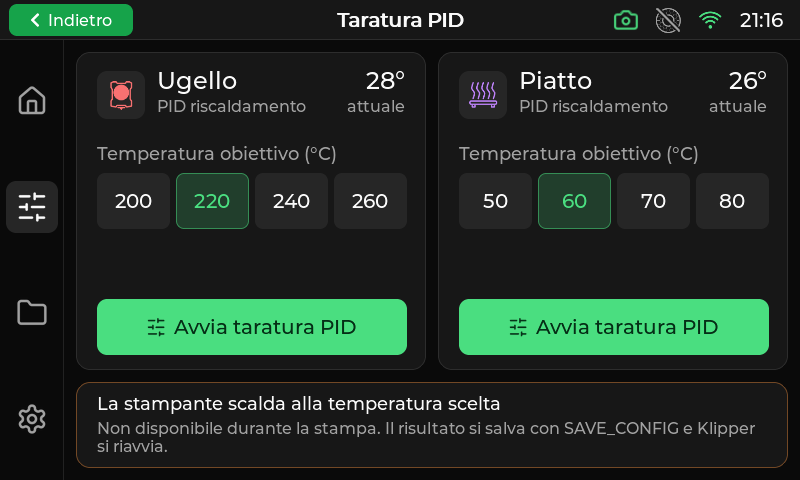 Indietro
Taratura PID
21:16
Ugello
28°
PID riscaldamento
attuale
Temperatura obiettivo (°C)
200
220
240
260
Avvia taratura PID
Piatto
26°
PID riscaldamento
attuale
Temperatura obiettivo (°C)
50
60
70
80
Avvia taratura PID
La stampante scalda alla temperatura scelta
Non disponibile durante la stampa. Il risultato si salva con SAVE_CONFIG e Klipper
si riavvia.